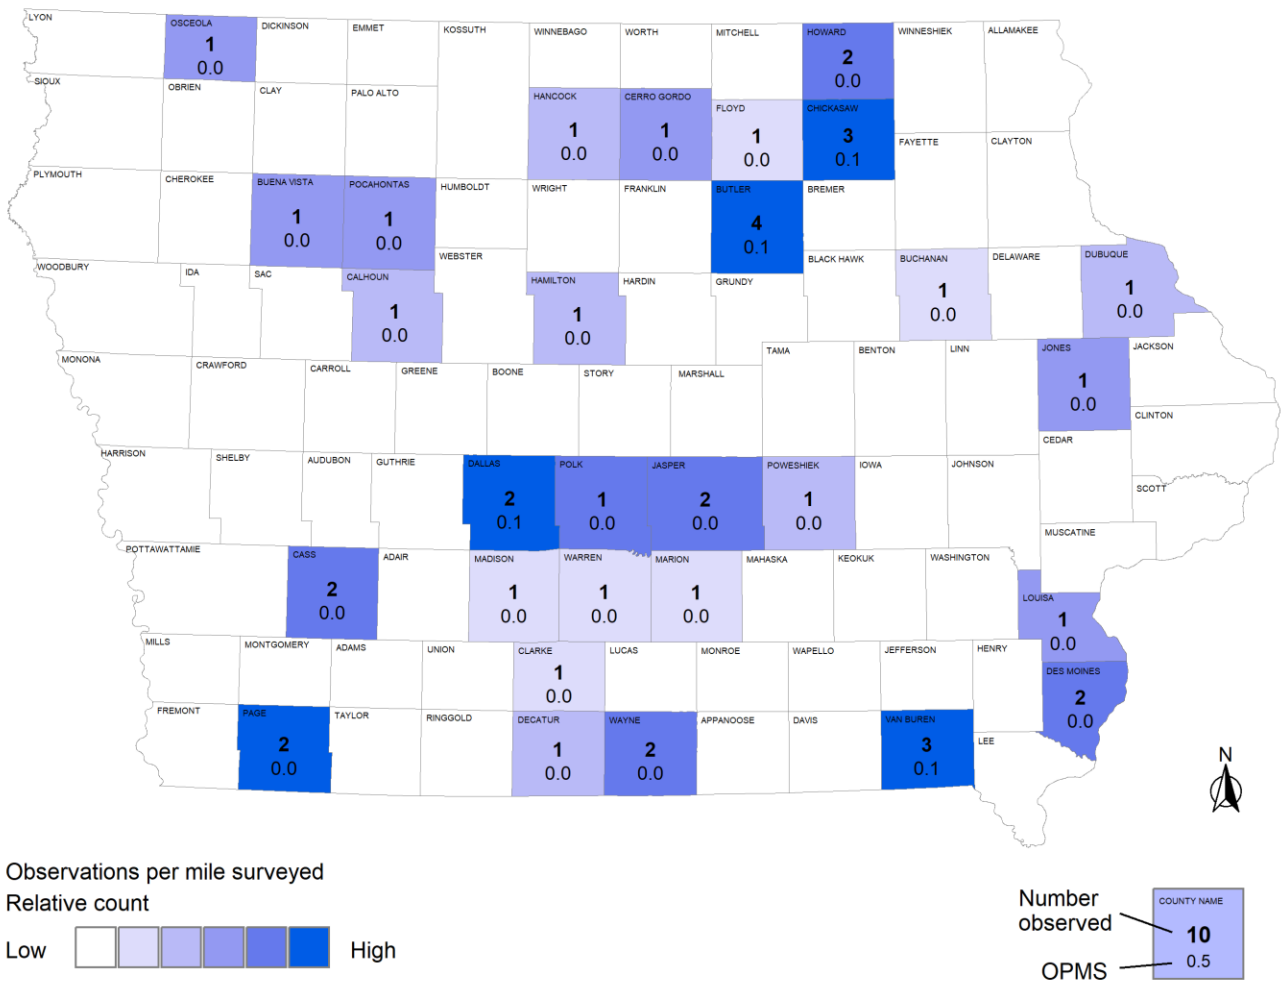 LYON
OSCEOLA
1
0.0
DICKINSON
EMMET
KOSSUTH
WINNEBAGO
WORTH
MITCHELL
HOWARD
2
0.0
WINNESHIEK
ALLAMAKEE
SIOUX
OBRIEN
CLAY
PALO ALTO
HANCOCK
1
0.0
CERRO GORDO
1
0.0
FLOYD
1
0.0
CHICKASAW
3
0.1
FAYETTE
CLAYTON
PLYMOUTH
CHEROKEE
BUENA VISTA
1
0.0
POCAHONTAS
1
0.0
HUMBOLDT
WRIGHT
FRANKLIN
BUTLER
4
0.1
BREMER
WOODBURY
IDA
SAC
CALHOUN
1
0.0
WEBSTER
HAMILTON
1
0.0
HARDIN
GRUNDY
BLACK HAWK
BUCHANAN
1
0.0
DELAWARE
DUBUQUE
1
0.0
MONONA
CRAWFORD
CARROLL
GREENE
BOONE
STORY
MARSHALL
TAMA
BENTON
LINN
JONES
1
0.0
JACKSON
CLINTON
CEDAR
HARRISON
SHELBY
AUDUBON
GUTHRIE
DALLAS
2
0.1
POLK
1
0.0
JASPER
2
0.0
POWESHIEK
1
0.0
IOWA
JOHNSON
SCOTT
MUSCATINE
POTTAWATTAMIE
CASS
2
0.0
ADAIR
MADISON
1
0.0
WARREN
1
0.0
MARION
1
0.0
MAHASKA
KEOKUK
WASHINGTON
LOUISA
1
0.0
MILLS
MONTGOMERY
ADAMS
UNION
CLARKE
1
0.0
LUCAS
MONROE
WAPELLO
JEFFERSON
HENRY
DES MOINES
2
0.0
FREMONT
PAGE
2
0.0
TAYLOR
RINGGOLD
DECATUR
1
0.0
WAYNE
2
0.0
APPANOOSE
DAVIS
VAN BUREN
3
0.1
LEE
N
Observations per mile surveyed
Relative count
Low
High
Number
observed
OPMS
COUNTY NAME
10
0.5